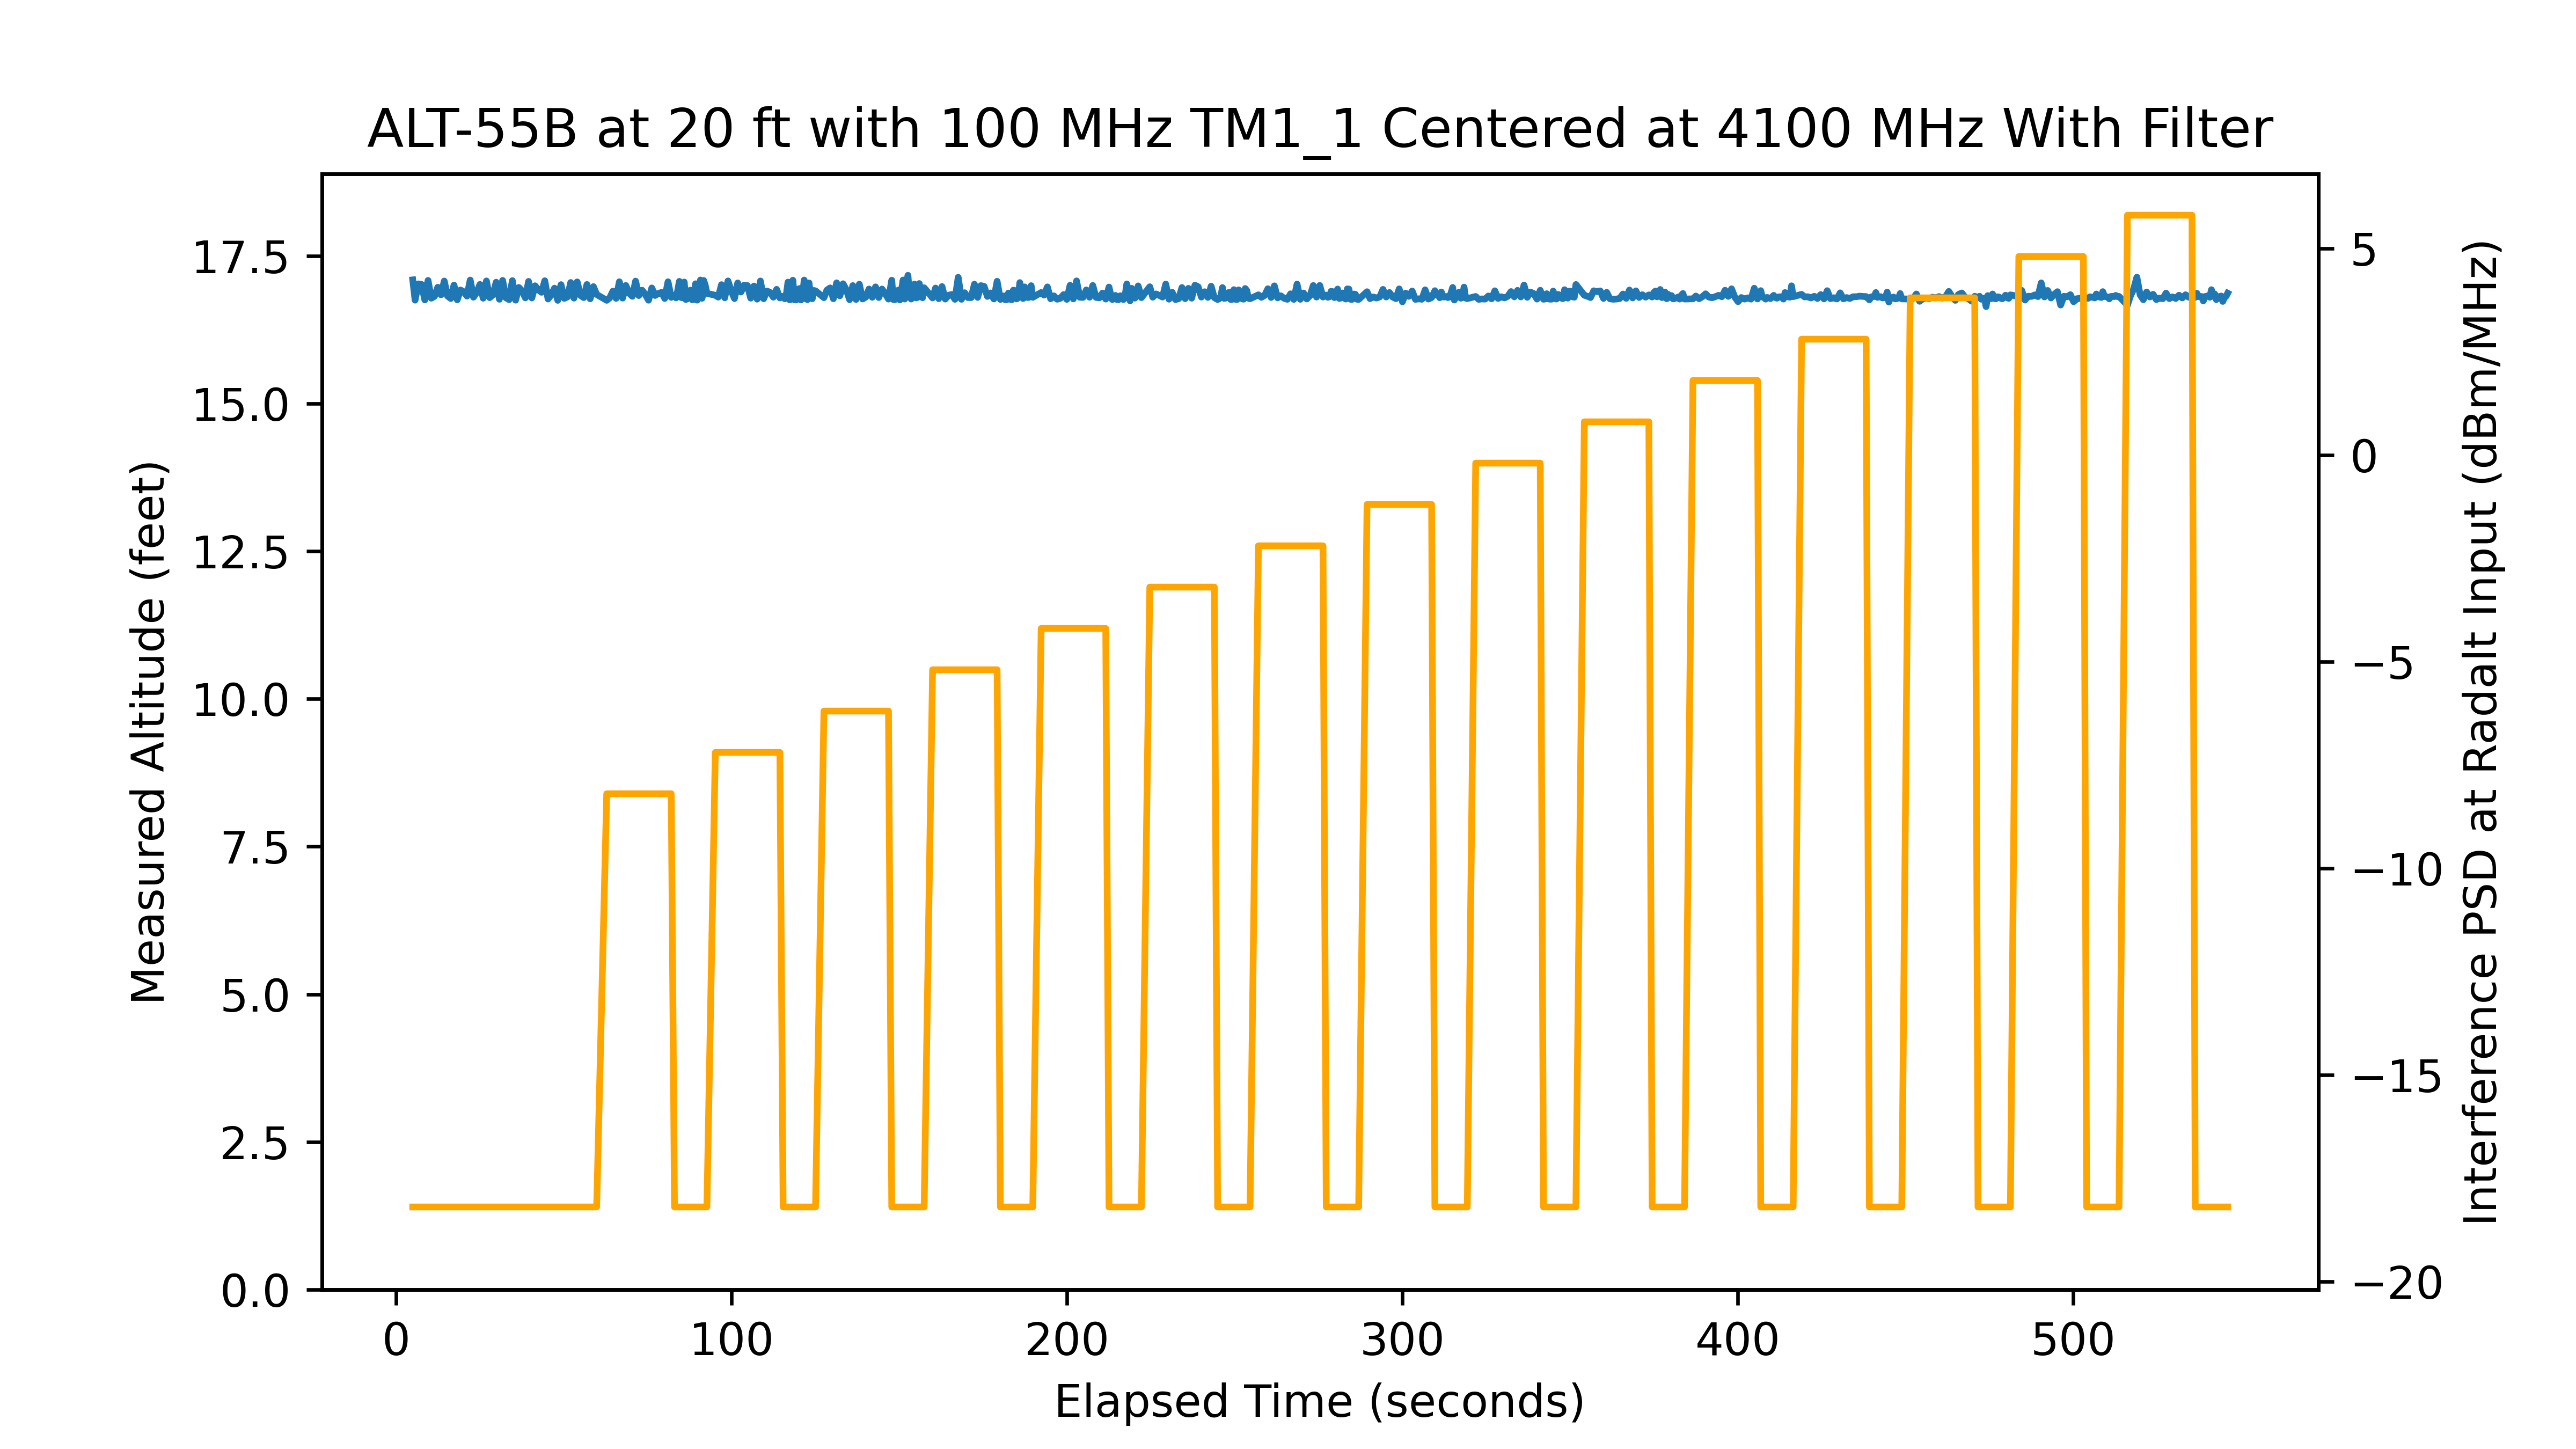 ALT-55B at 20 ft with 100 MHz TM1_1 Centered at 4100 MHz With Filter
Measured Altitude (feet)
17.5
15.0
12.5
10.0
7.5
5.0
2.5
0.0
0 100 200 300 400 500
Elapsed Time (seconds)
5
0
−5
−10
−15
−20
Interference PSD at Radalt Input (dBm/MHz)